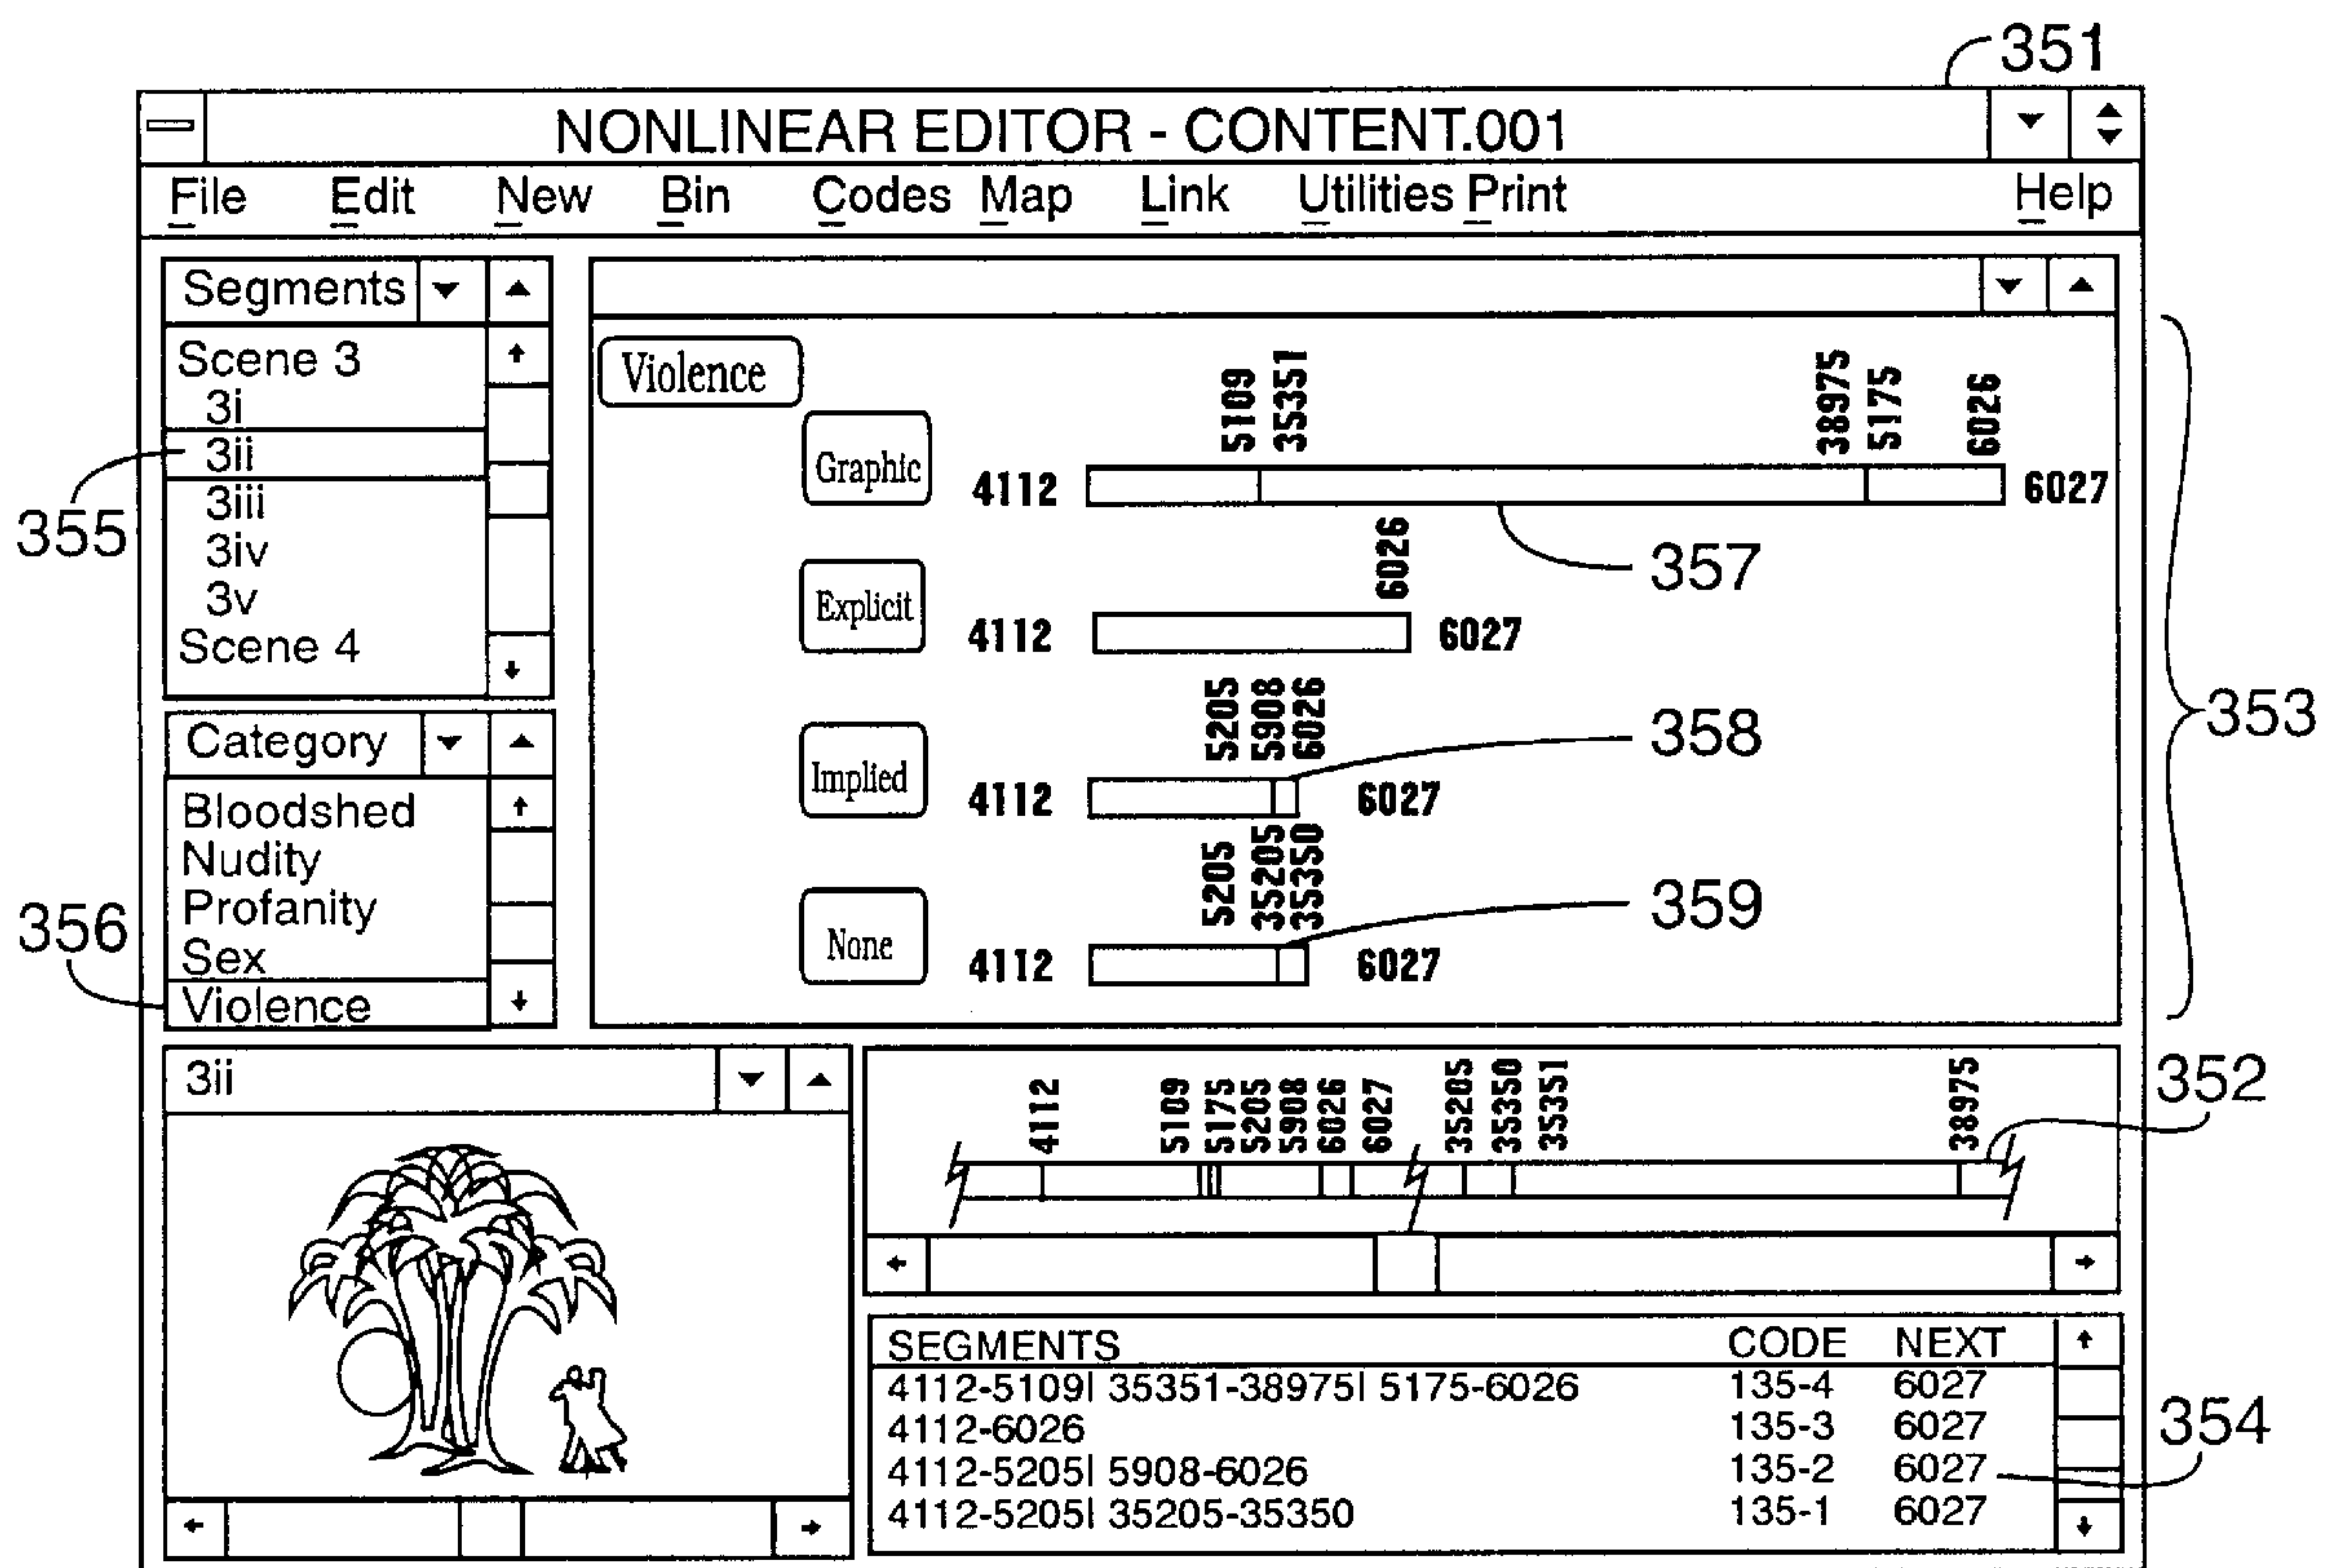 351
NONLINEAR EDITOR - CONTENT.001
File Edit New Bin Codes Map Link Utilities Print Help
Segments
Scene 3
3i
3ii
3iii
3iv
3v
Scene 4
355
Category
Bloodshed
Nudity
Profanity
Sex
Violence
356
Violence
Graphic
4112
5109
35351
38975
5175
6026
6027
357
Explicit
4112
6026
6027
Implied
4112
5205
5908
6026
6027
358
None
4112
5205
35205
35350
6027
359
353
3ii
4112
5109
5175
5205
5908
6026
6027
35205
35350
35351
38975
352
SEGMENTS CODE NEXT
4112-5109| 35351-38975| 5175-6026 135-4 6027
4112-6026 135-3 6027
4112-5205| 5908-6026 135-2 6027
4112-5205| 35205-35350 135-1 6027
354